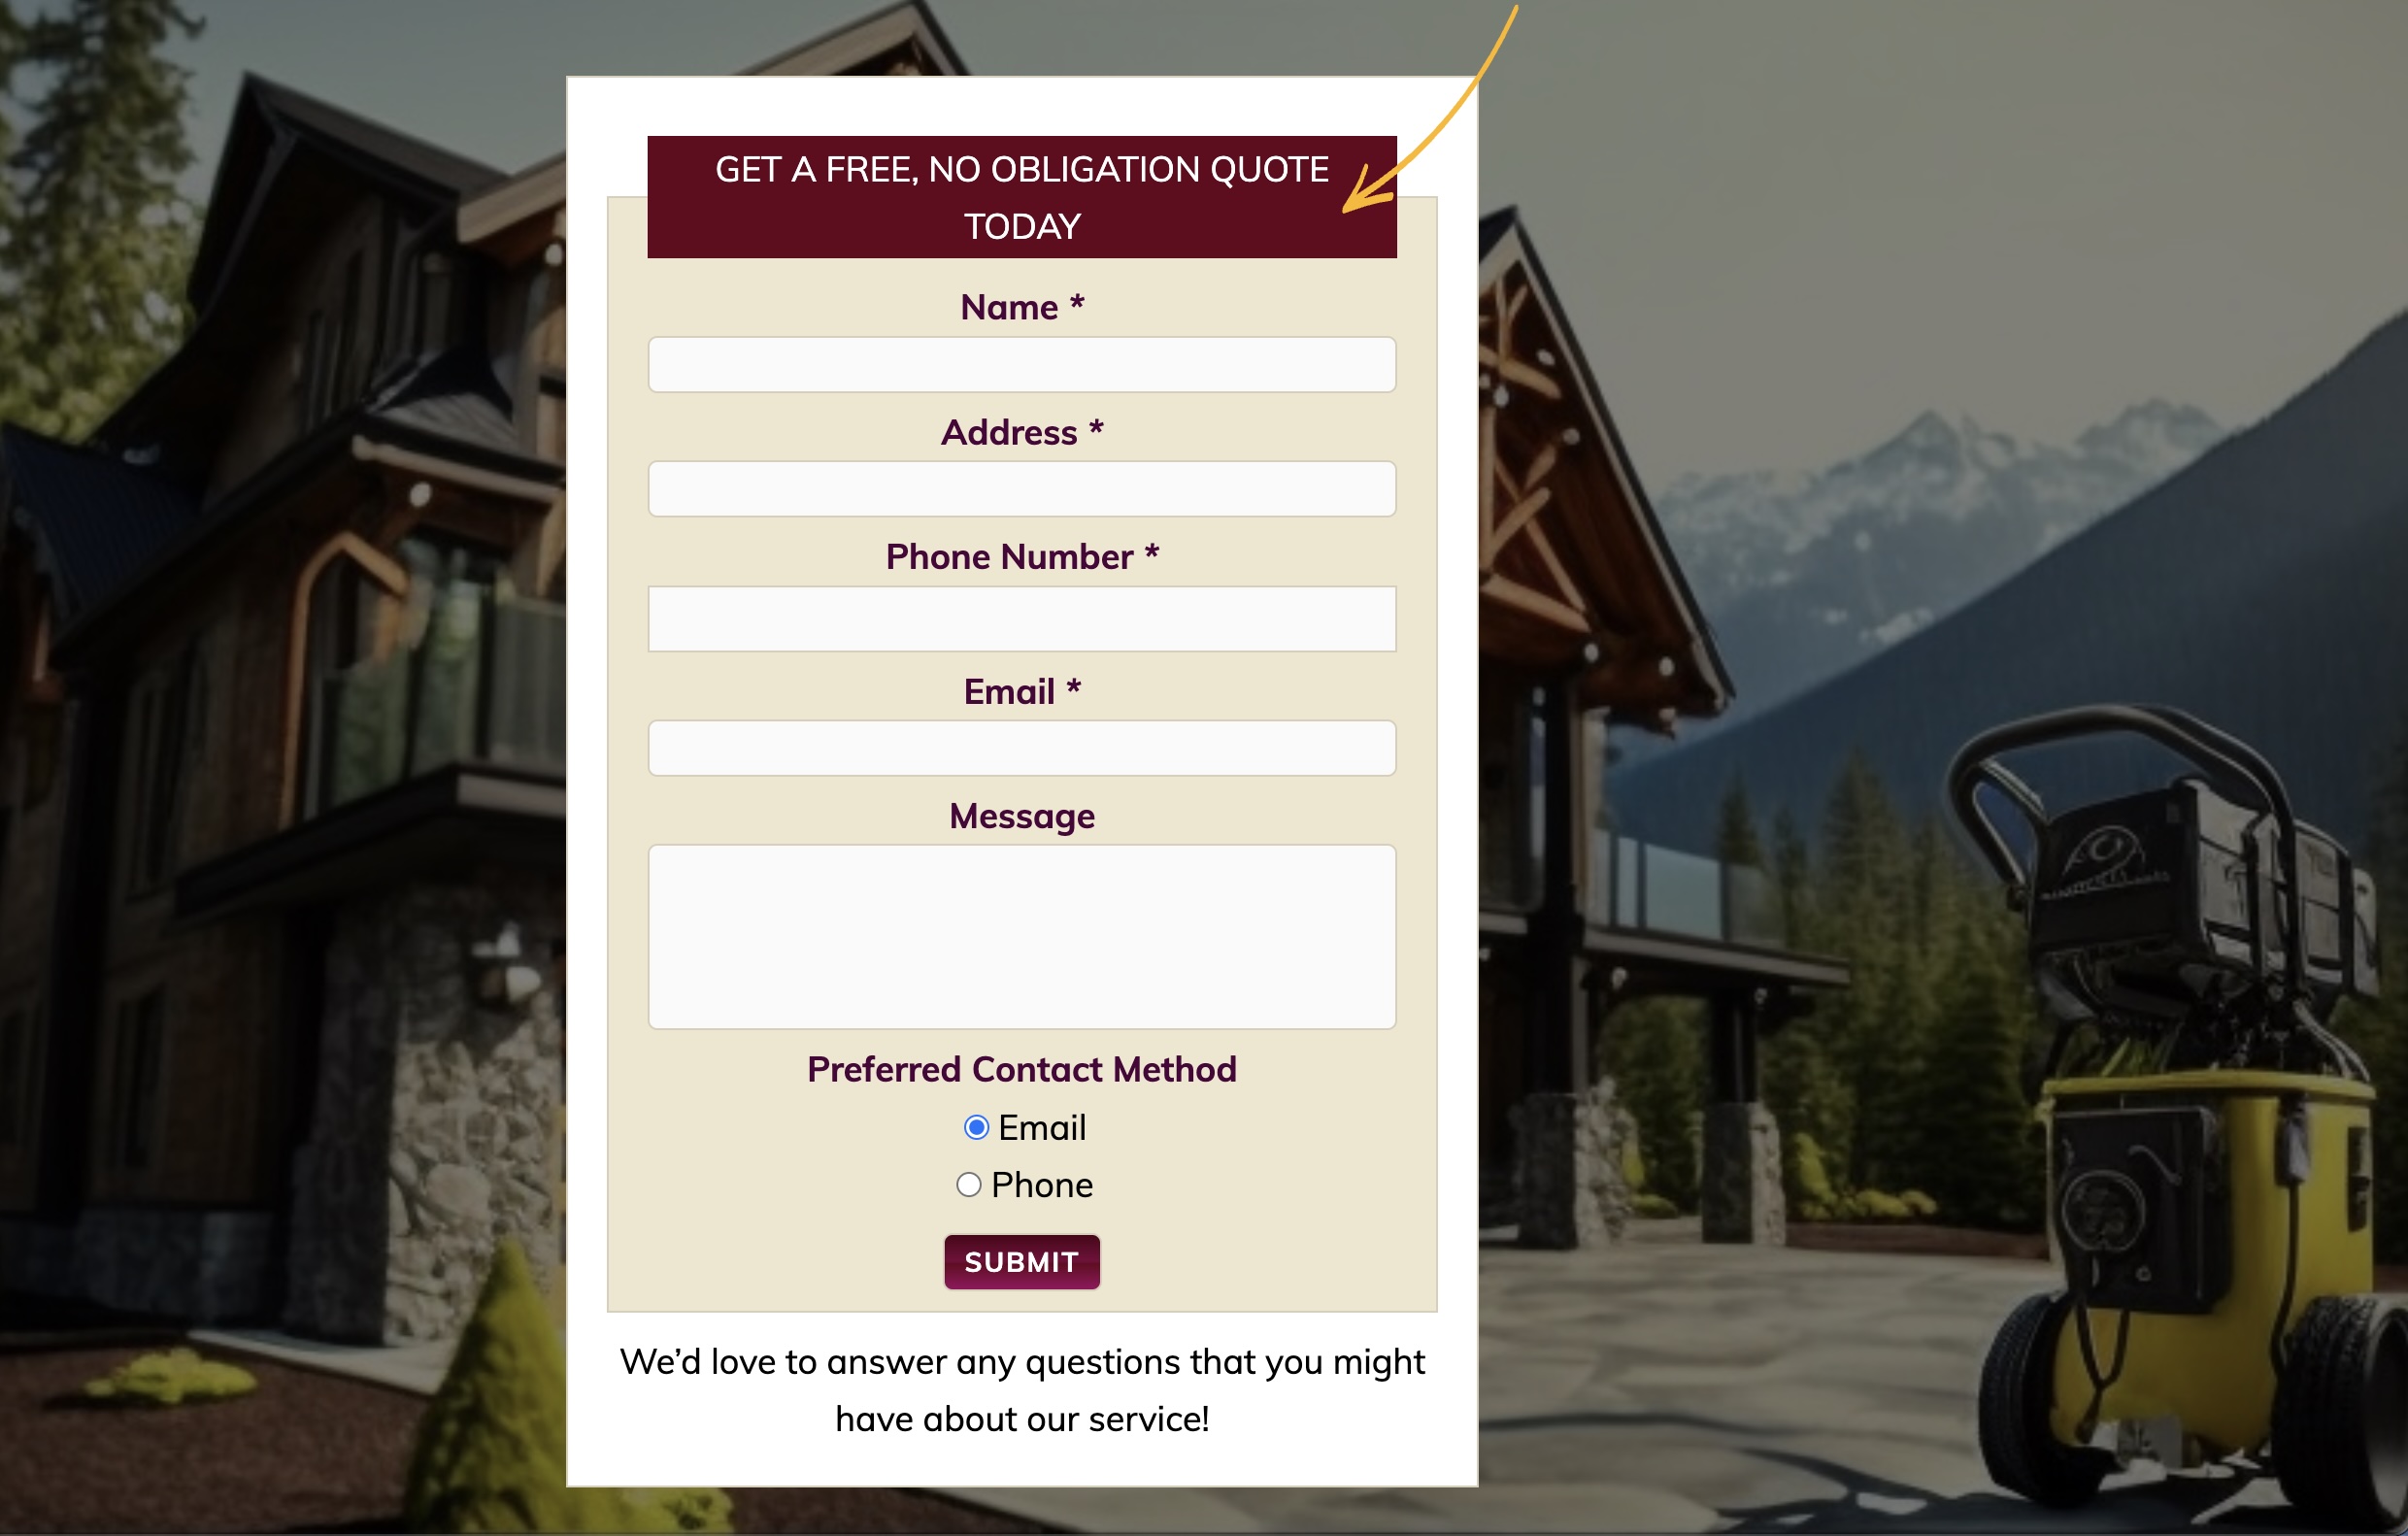 GET A FREE, NO OBLIGATION QUOTE
TODAY
Name *
Address *
Phone Number *
Email *
Message
Preferred Contact Method
Email
Phone
SUBMIT
We’d love to answer any questions that you might
have about our service!